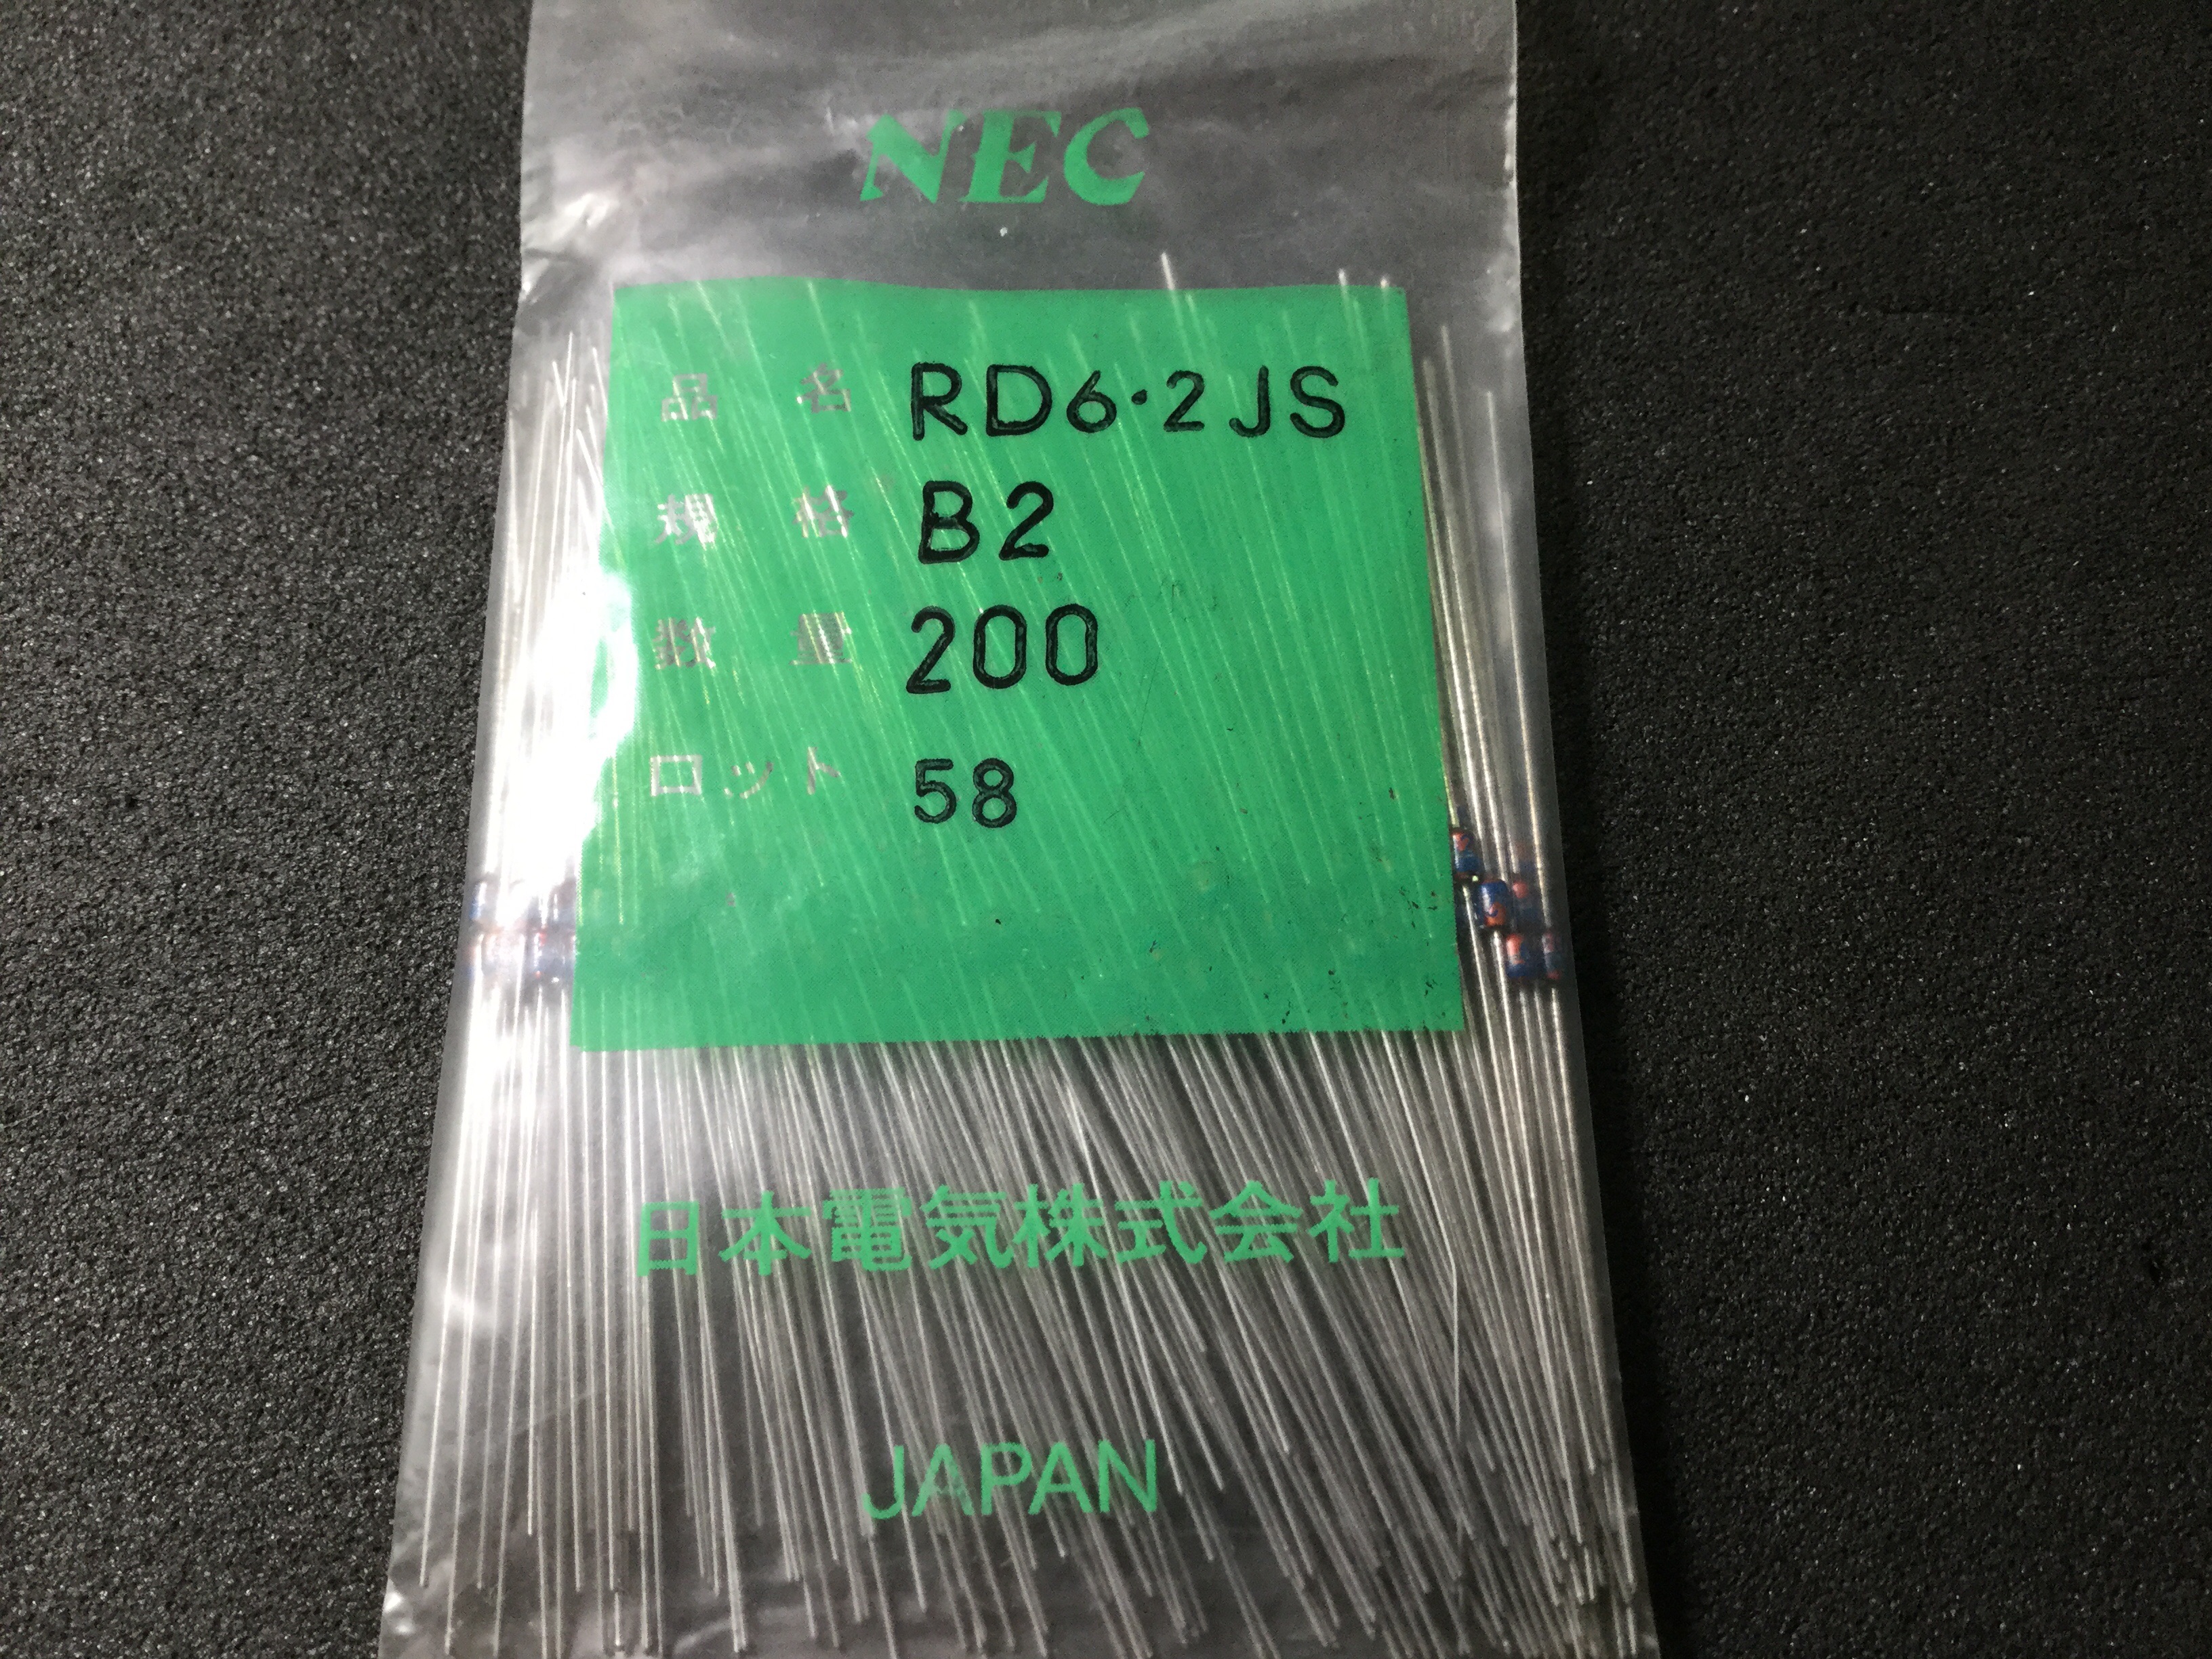 NEC
品名 RD6・2JS
規格 B2
数量 200
ロット 58
日本電気株式会社
JAPAN